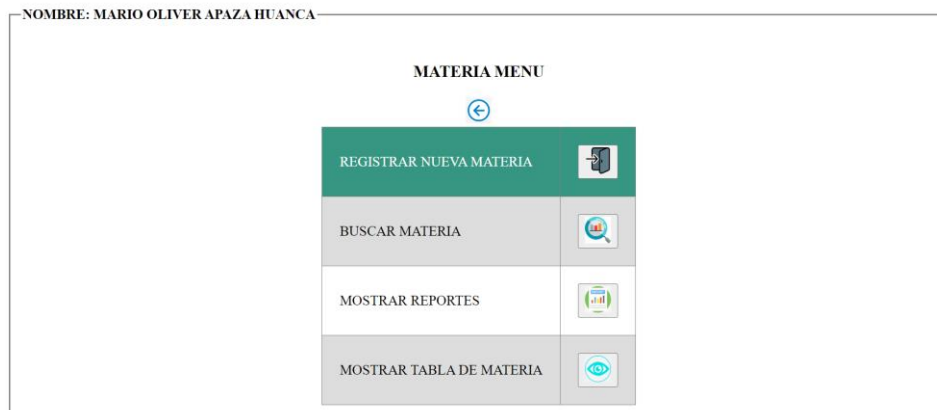 NOMBRE: MARIO OLIVER APAZA HUANCA
MATERIA MENU
REGISTRAR NUEVA MATERIA
BUSCAR MATERIA
MOSTRAR REPORTES
MOSTRAR TABLA DE MATERIA